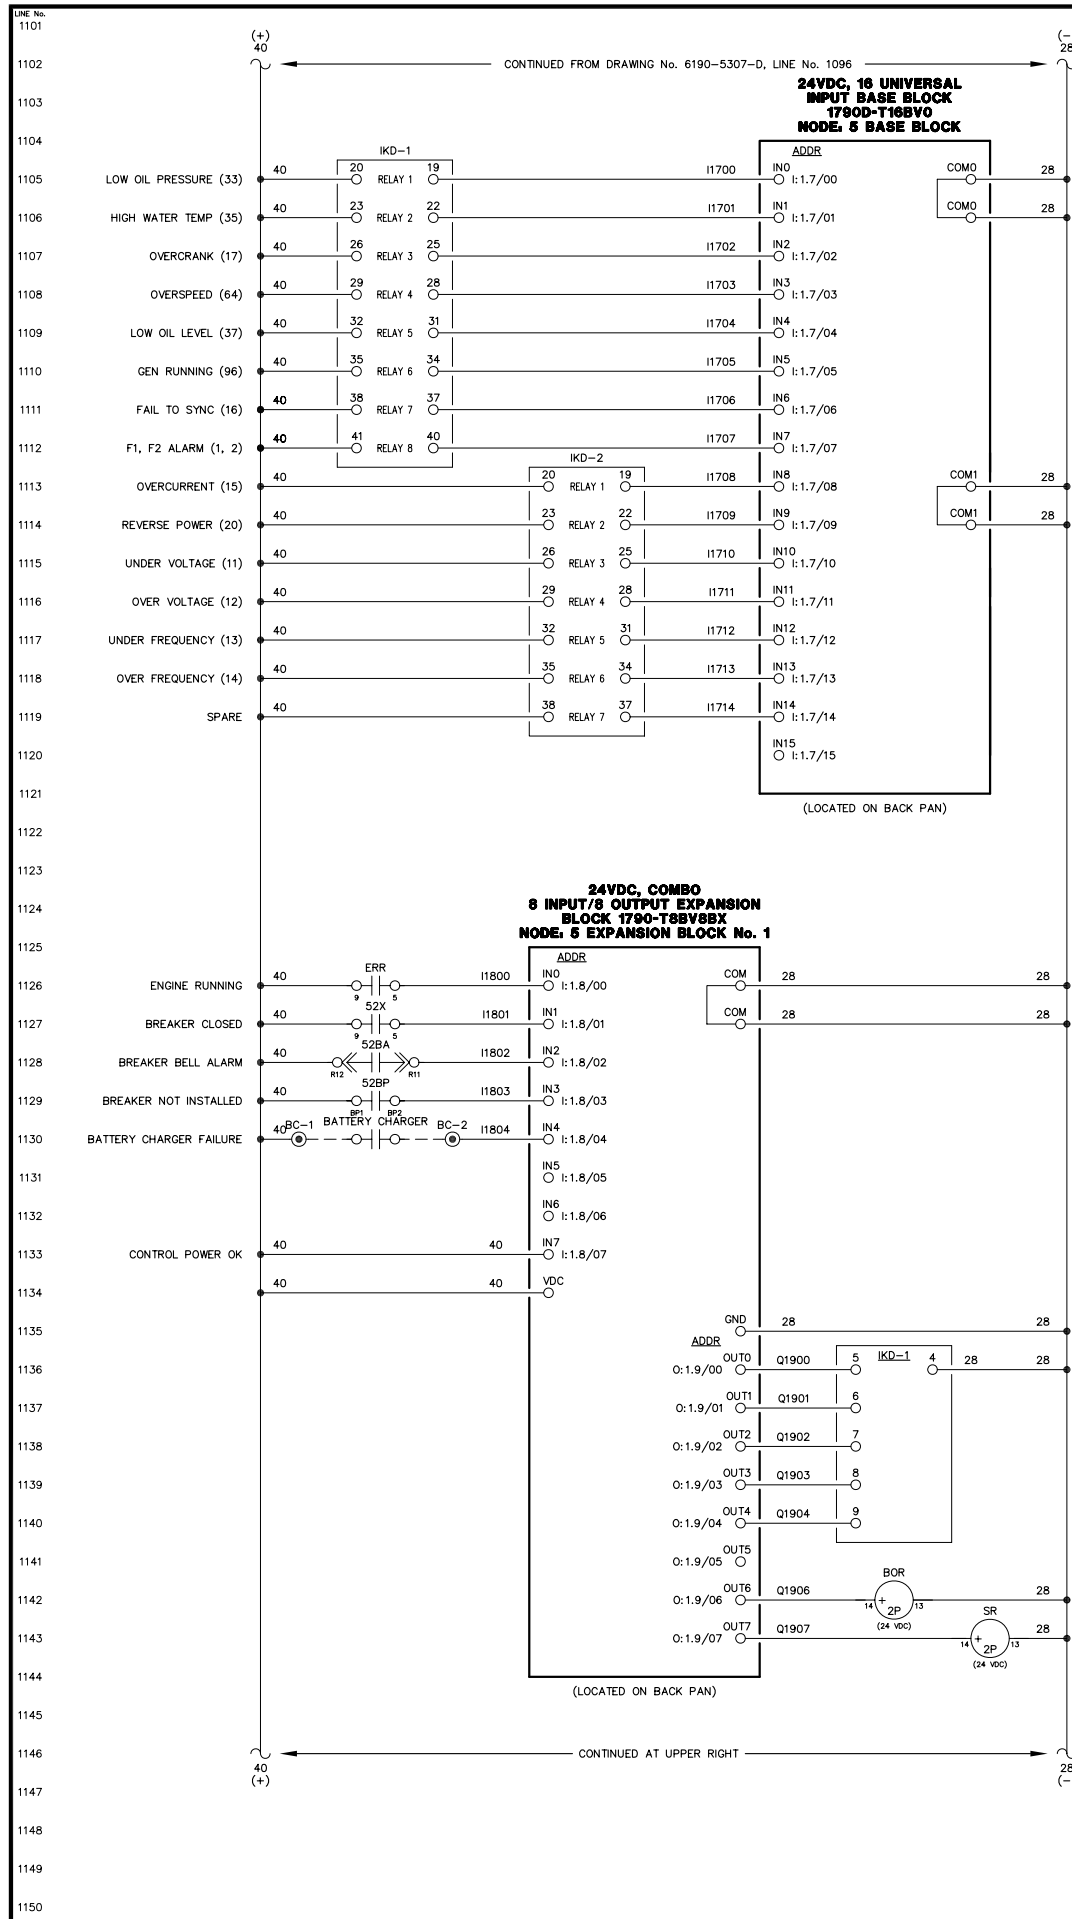 LINE No.
1101
(+) (-
40 28
1102 CONTINUED FROM DRAWING No. 6190-5307-D, LINE No. 1096
24VDC, 16 UNIVERSAL
1103 INPUT BASE BLOCK
1790D-T16BV0
NODE: 5 BASE BLOCK
1104
IKD-1 ADDR
1105 LOW OIL PRESSURE (33) 40 20 RELAY 1 19 I1700 IN0 I:1.7/00 COM0 28
1106 HIGH WATER TEMP (35) 40 23 RELAY 2 22 I1701 IN1 I:1.7/01 COM0 28
1107 OVERCRANK (17) 40 26 RELAY 3 25 I1702 IN2 I:1.7/02
1108 OVERSPEED (64) 40 29 RELAY 4 28 I1703 IN3 I:1.7/03
1109 LOW OIL LEVEL (37) 40 32 RELAY 5 31 I1704 IN4 I:1.7/04
1110 GEN RUNNING (96) 40 35 RELAY 6 34 I1705 IN5 I:1.7/05
1111 FAIL TO SYNC (16) 40 38 RELAY 7 37 I1706 IN6 I:1.7/06
1112 F1, F2 ALARM (1, 2) 40 41 RELAY 8 40 I1707 IN7 I:1.7/07
IKD-2
1113 OVERCURRENT (15) 40 20 RELAY 1 19 I1708 IN8 I:1.7/08 COM1 28
1114 REVERSE POWER (20) 40 23 RELAY 2 22 I1709 IN9 I:1.7/09 COM1 28
1115 UNDER VOLTAGE (11) 40 26 RELAY 3 25 I1710 IN10 I:1.7/10
1116 OVER VOLTAGE (12) 40 29 RELAY 4 28 I1711 IN11 I:1.7/11
1117 UNDER FREQUENCY (13) 40 32 RELAY 5 31 I1712 IN12 I:1.7/12
1118 OVER FREQUENCY (14) 40 35 RELAY 6 34 I1713 IN13 I:1.7/13
1119 SPARE 40 38 RELAY 7 37 I1714 IN14 I:1.7/14
1120 IN15 I:1.7/15
1121
(LOCATED ON BACK PAN)
1122
1123
24VDC, COMBO
1124 8 INPUT/8 OUTPUT EXPANSION
BLOCK 1790-T8BV8BX
NODE: 5 EXPANSION BLOCK No. 1
1125
ADDR
1126 ENGINE RUNNING 40 ERR 9 5 I1800 IN0 I:1.8/00 COM 28 28
1127 BREAKER CLOSED 40 52X 9 5 I1801 IN1 I:1.8/01 COM 28 28
1128 BREAKER BELL ALARM 40 52BA R12 R11 I1802 IN2 I:1.8/02
1129 BREAKER NOT INSTALLED 40 52BP BP1 BP2 I1803 IN3 I:1.8/03
1130 BATTERY CHARGER FAILURE 40 BC-1 BATTERY CHARGER BC-2 I1804 IN4 I:1.8/04
1131 IN5 I:1.8/05
1132 IN6 I:1.8/06
1133 CONTROL POWER OK 40 40 IN7 I:1.8/07
1134 40 40 VDC
1135 GND 28 28
ADDR IKD-1
1136 O:1.9/00 OUT0 Q1900 5 4 28 28
1137 O:1.9/01 OUT1 Q1901 6
1138 O:1.9/02 OUT2 Q1902 7
1139 O:1.9/03 OUT3 Q1903 8
1140 O:1.9/04 OUT4 Q1904 9
1141 O:1.9/05 OUT5
1142 O:1.9/06 OUT6 Q1906 14 BOR + 2P 13 (24 VDC) 28
1143 O:1.9/07 OUT7 Q1907 14 SR + 2P 13 (24 VDC) 28
1144
(LOCATED ON BACK PAN)
1145
1146 CONTINUED AT UPPER RIGHT
40 28
(+) (-
1147
1148
1149
1150